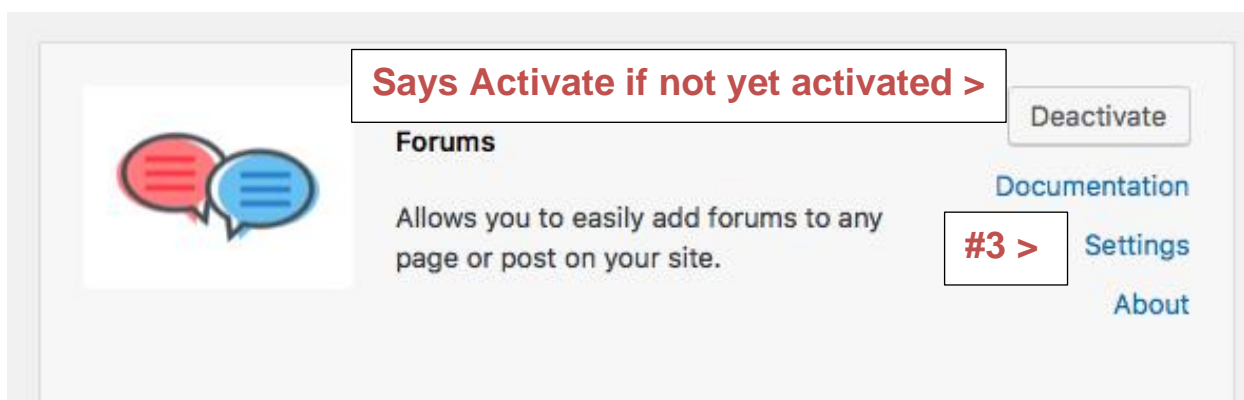 Says Activate if not yet activated >
Deactivate
Forums
Documentation
Allows you to easily add forums to any
page or post on your site.
#3 >
Settings
About